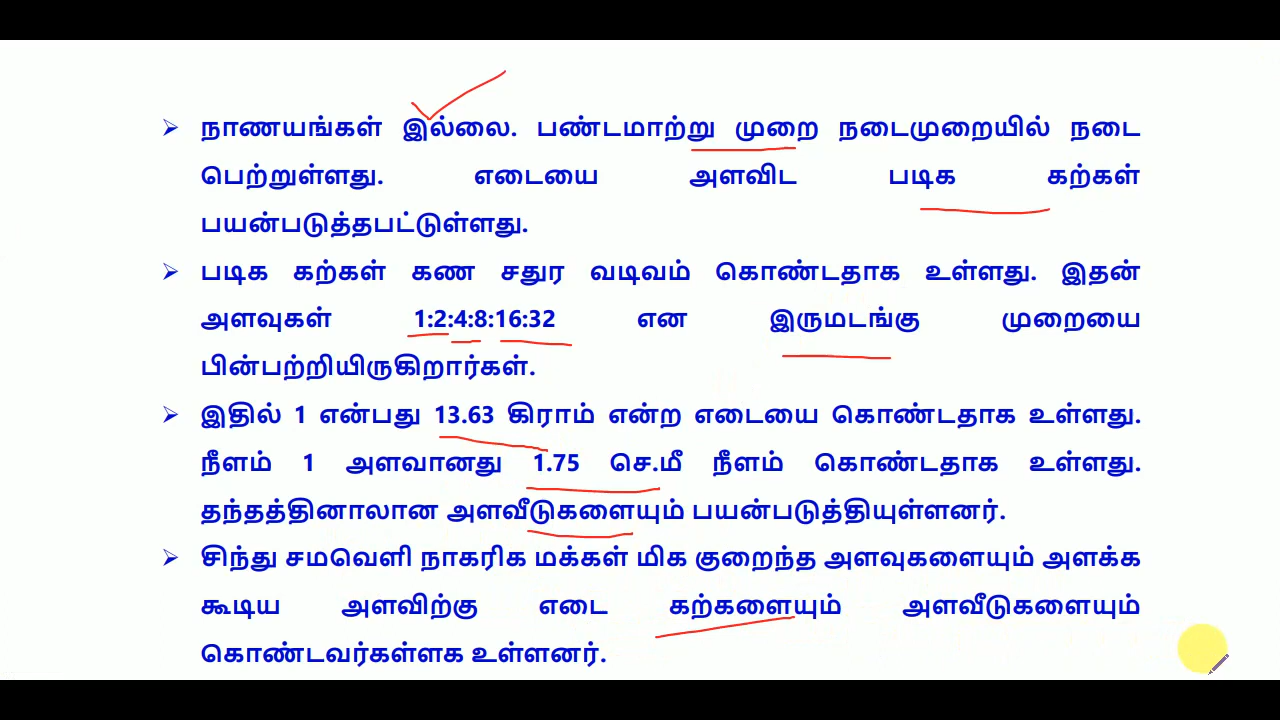 ➢ நாணயங்கள் இல்லை. பண்டமாற்று முறை நடைமுறையில் நடை
பெற்றுள்ளது. எடையை அளவிட படிக கற்கள்
பயன்படுத்தபட்டுள்ளது.
➢ படிக கற்கள் கண சதுர வடிவம் கொண்டதாக உள்ளது. இதன்
அளவுகள் 1:2:4:8:16:32 என இருமடங்கு முறையை
பின்பற்றியிருகிறார்கள்.
➢ இதில் 1 என்பது 13.63 கிராம் என்ற எடையை கொண்டதாக உள்ளது.
நீளம் 1 அளவானது 1.75 செ.மீ நீளம் கொண்டதாக உள்ளது.
தந்தத்தினாலான அளவீடுகளையும் பயன்படுத்தியுள்ளனர்.
➢ சிந்து சமவெளி நாகரிக மக்கள் மிக குறைந்த அளவுகளையும் அளக்க
கூடிய அளவிற்கு எடை கற்களையும் அளவீடுகளையும்
கொண்டவர்கள்ளக உள்ளனர்.